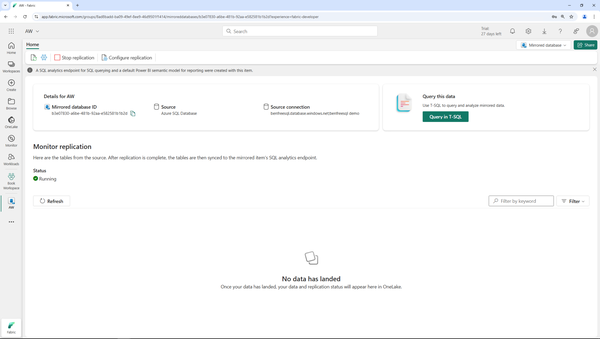 AW - Fabric
app.fabric.microsoft.com
AW
Search
Trial:
27 days left
Home
Mirrored database
Share
Stop replication
Configure replication
A SQL analytics endpoint for SQL querying and a default Power BI semantic model for reporting were created with this item.
Home
Workspaces
Create
Browse
OneLake
Monitor
Workloads
AW
Fabric
Details for AW
Mirrored database ID
Source
Azure SQL Database
Source connection
Query this data
Use T-SQL to query and analyze mirrored data.
Query in T-SQL
Monitor replication
Here are the tables from the source. After replication is complete, the tables are then synced to the mirrored item's SQL analytics endpoint.
Status
Running
Refresh
Filter by keyword
Filter
No data has landed
Once your data has landed, your data and replication status will appear here in OneLake.